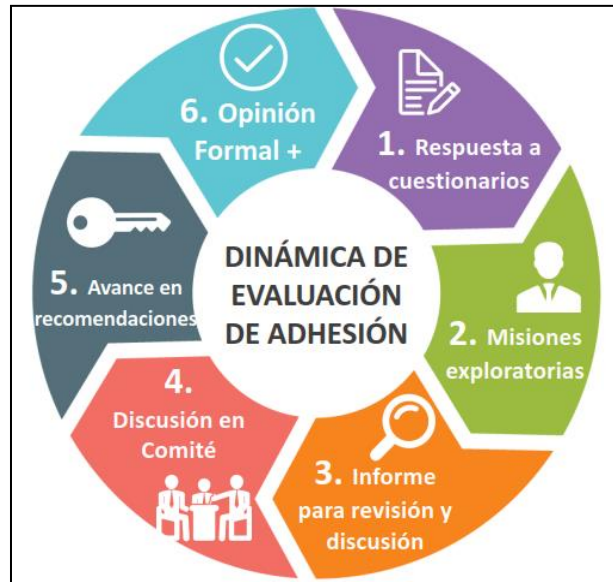 DINÁMICA DE
EVALUACIÓN
DE ADHESIÓN
1. Respuesta a
cuestionarios
2. Misiones
exploratorias
3. Informe
para revisión y
discusión
4.
Discusión en
Comité
5. Avance en
recomendaciones
6. Opinión
Formal +